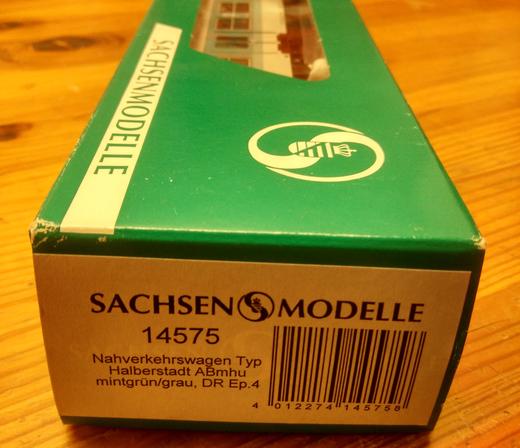 SACHSENMODELLE
SACHSEN MODELLE
14575
Nahverkehrswagen Typ
Halberstadt ABmhu
mintgrün/grau, DR Ep.4
4 012274 145758